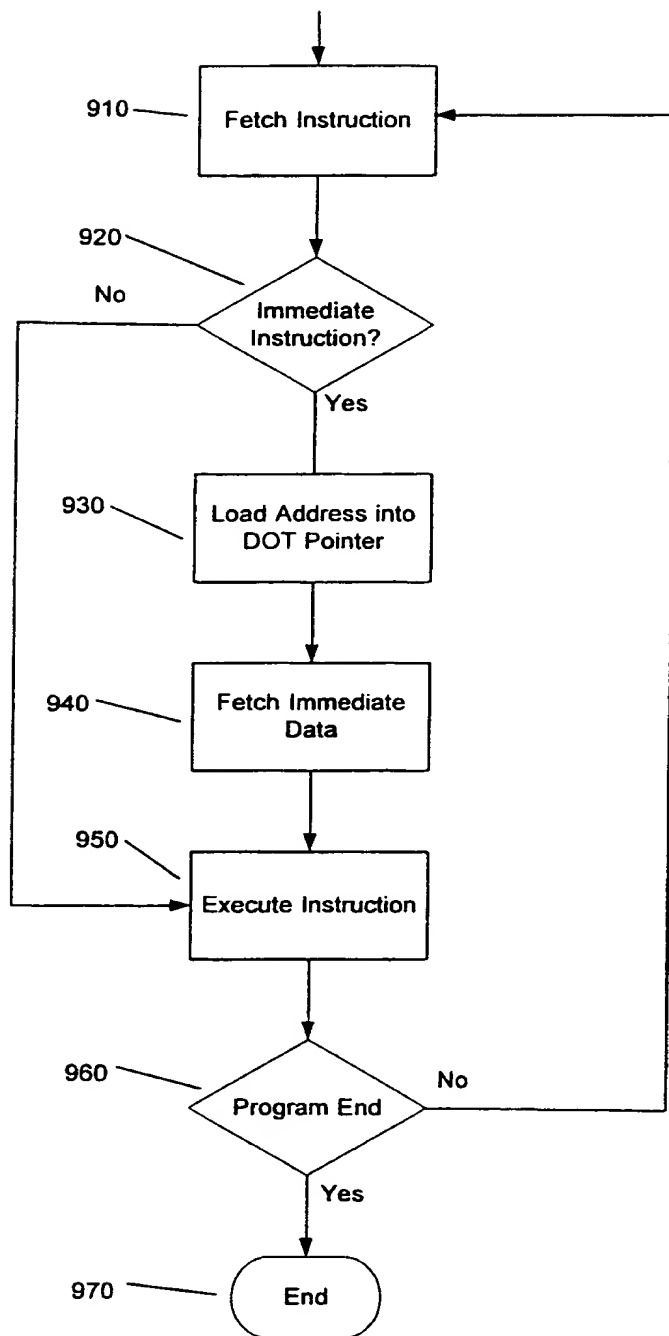 910
Fetch Instruction
920
No
Immediate
Instruction?
Yes
930
Load Address into
DOT Pointer
940
Fetch Immediate
Data
950
Execute Instruction
960
No
Program End
Yes
970
End